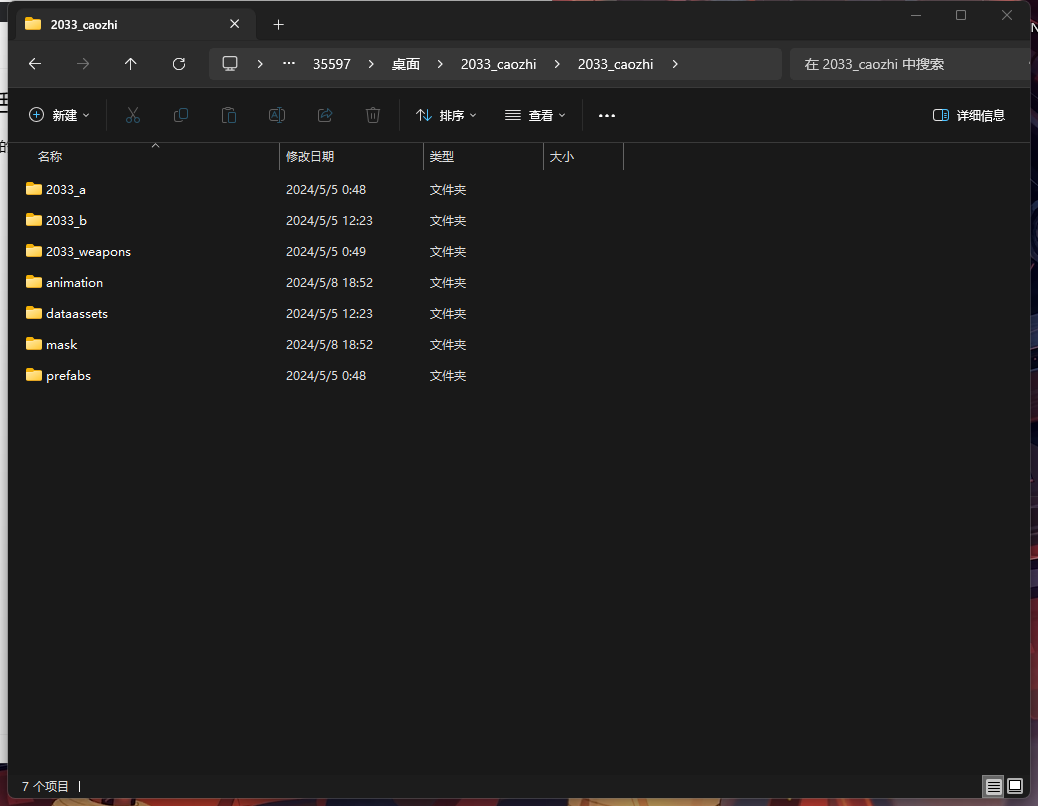 2033_caozhi
35597 桌面 2033_caozhi 2033_caozhi 在 2033_caozhi 中搜索
新建 排序 查看 详细信息
名称 修改日期 类型 大小
2033_a 2024/5/5 0:48 文件夹
2033_b 2024/5/5 12:23 文件夹
2033_weapons 2024/5/5 0:49 文件夹
animation 2024/5/8 18:52 文件夹
dataassets 2024/5/5 12:23 文件夹
mask 2024/5/8 18:52 文件夹
prefabs 2024/5/5 0:48 文件夹
7 个项目